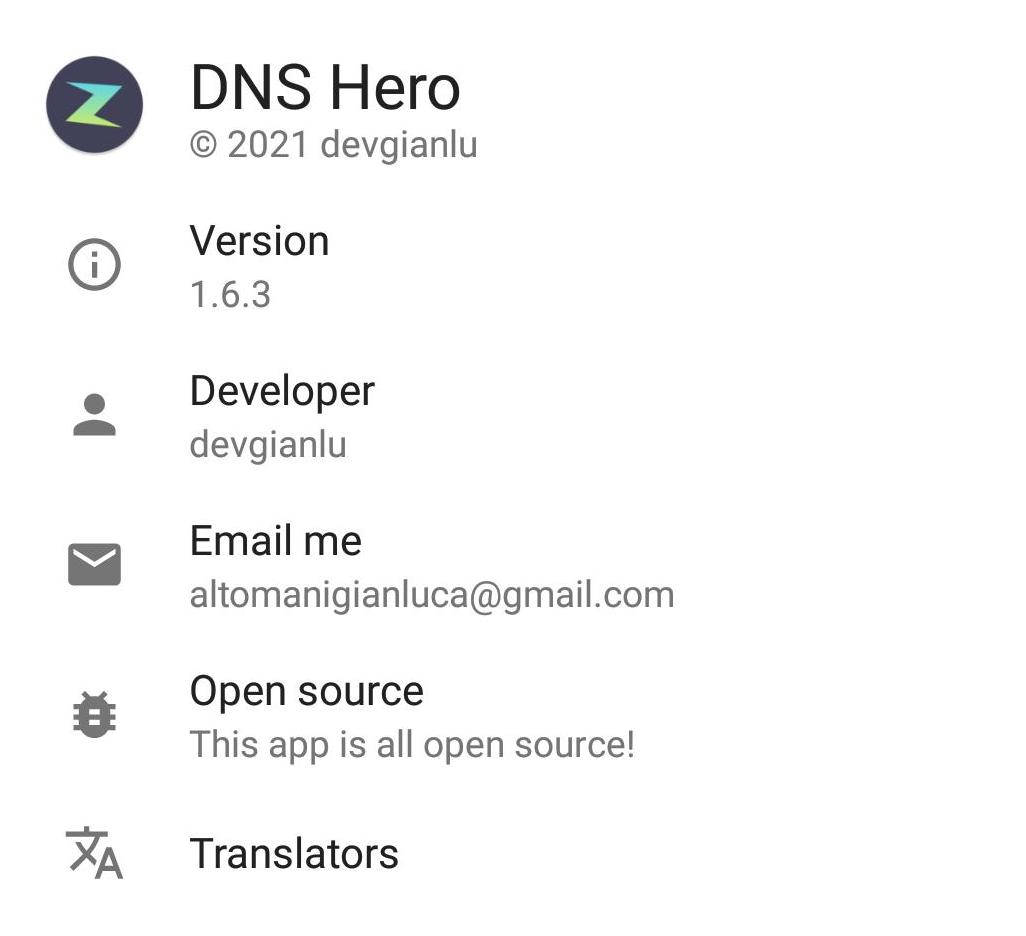 DNS Hero
© 2021 devgianlu
Version
1.6.3
Developer
devgianlu
Email me
altomanigianluca@gmail.com
Open source
This app is all open source!
Translators